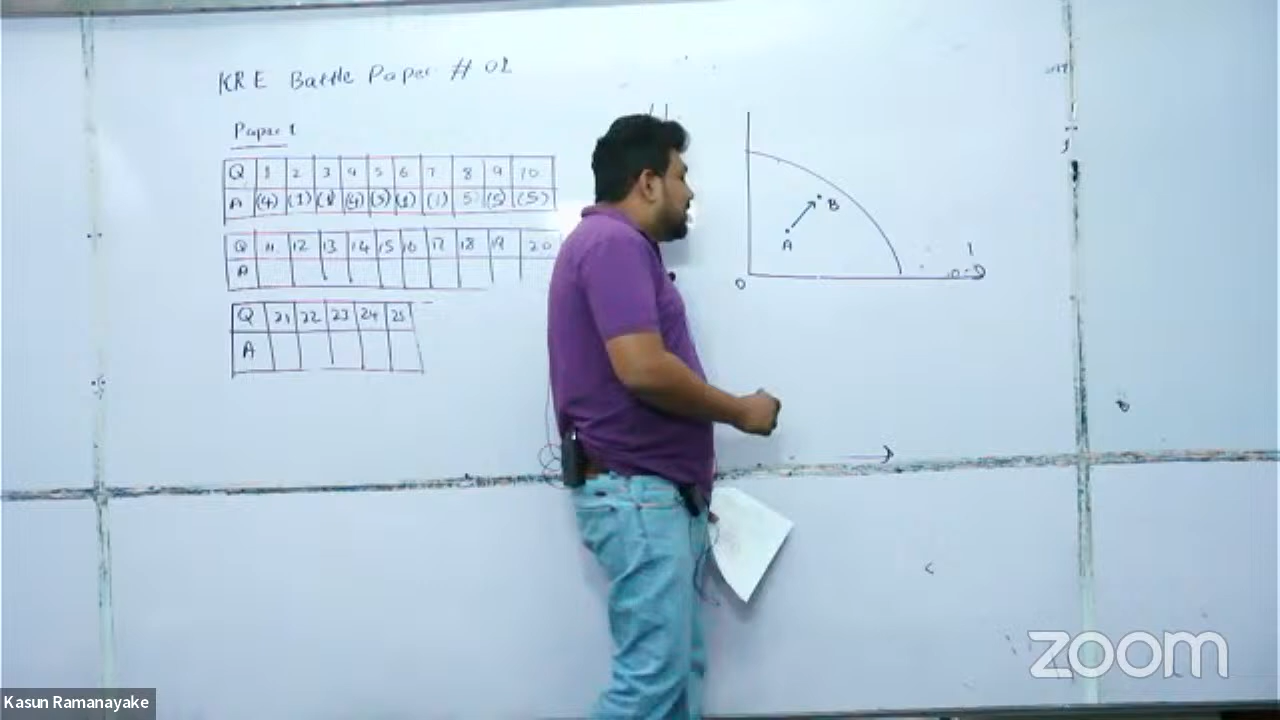 KRE Battle Paper # 01
Paper 1
Q 1 2 3 4 5 6 7 8 9 10
A (4) (1) (1) (4) (3) (1) (1) 5 (5) (5)
Q 11 12 13 14 15 16 17 18 19 20
A
Q 21 22 23 24 25
A
B
A
O
zoom
Kasun Ramanayake